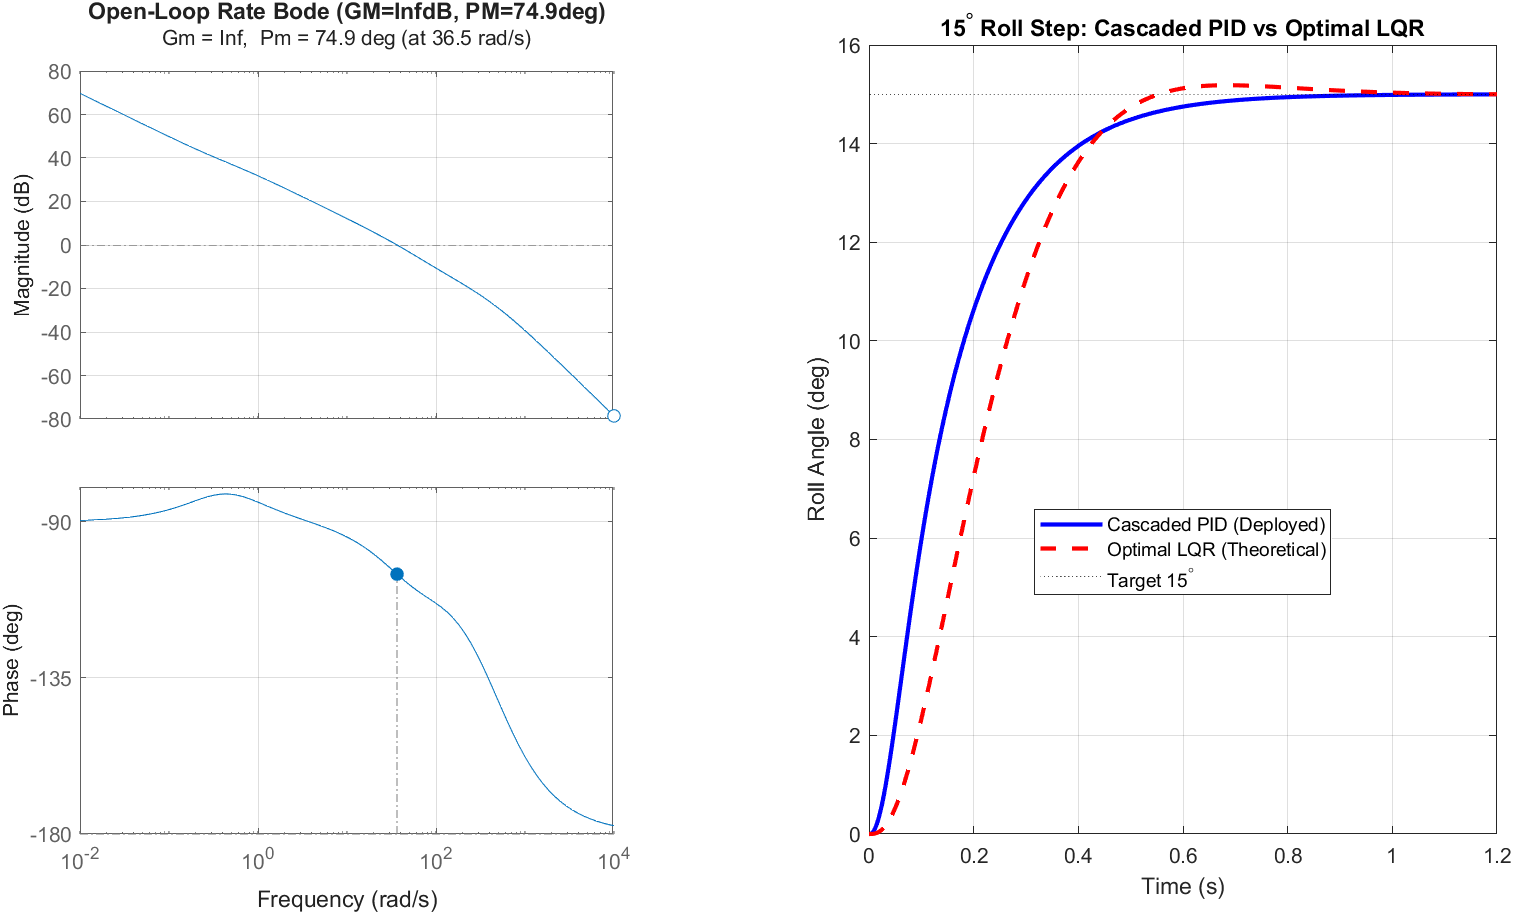 Open-Loop Rate Bode (GM=InfdB, PM=74.9deg)
Gm = Inf, Pm = 74.9 deg (at 36.5 rad/s)
80
60
40
20
0
-20
-40
-60
-80
Magnitude (dB)
-90
-135
-180
Phase (deg)
10^-2
10^0
10^2
10^4
Frequency (rad/s)
15° Roll Step: Cascaded PID vs Optimal LQR
16
14
12
10
8
6
4
2
0
Roll Angle (deg)
Cascaded PID (Deployed)
Optimal LQR (Theoretical)
Target 15°
0
0.2
0.4
0.6
0.8
1
1.2
Time (s)